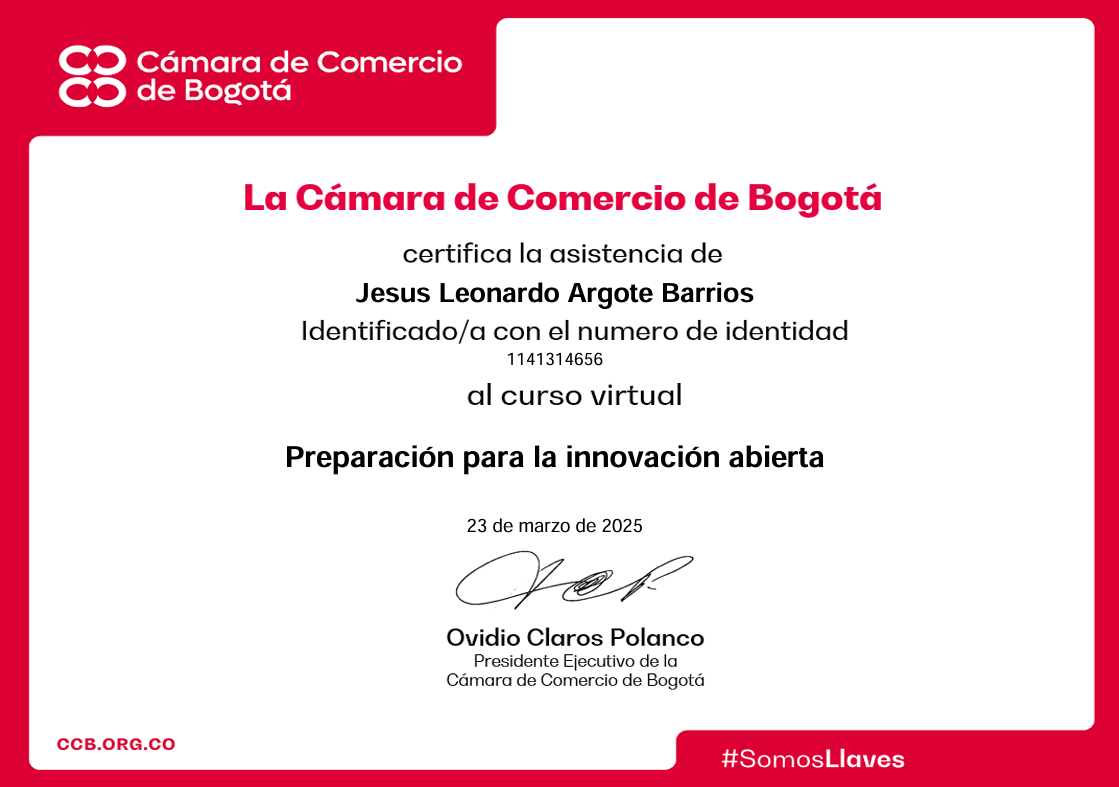 Cámara de Comercio
de Bogotá
La Cámara de Comercio de Bogotá
certifica la asistencia de
Jesus Leonardo Argote Barrios
Identificado/a con el numero de identidad
1141314656
al curso virtual
Preparación para la innovación abierta
23 de marzo de 2025
Ovidio Claros Polanco
Presidente Ejecutivo de la
Cámara de Comercio de Bogotá
CCB.ORG.CO
#SomosLlaves